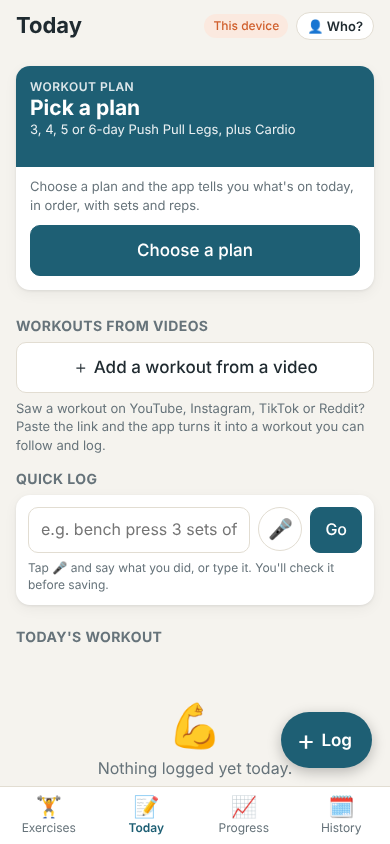 Today
This device
Who?
WORKOUT PLAN
Pick a plan
3, 4, 5 or 6-day Push Pull Legs, plus Cardio
Choose a plan and the app tells you what's on today,
in order, with sets and reps.
Choose a plan
WORKOUTS FROM VIDEOS
+ Add a workout from a video
Saw a workout on YouTube, Instagram, TikTok or Reddit?
Paste the link and the app turns it into a workout you can
follow and log.
QUICK LOG
e.g. bench press 3 sets of
Go
Tap 🎤 and say what you did, or type it. You'll check it
before saving.
TODAY'S WORKOUT
+ Log
Nothing logged yet today.
Exercises
Today
Progress
History